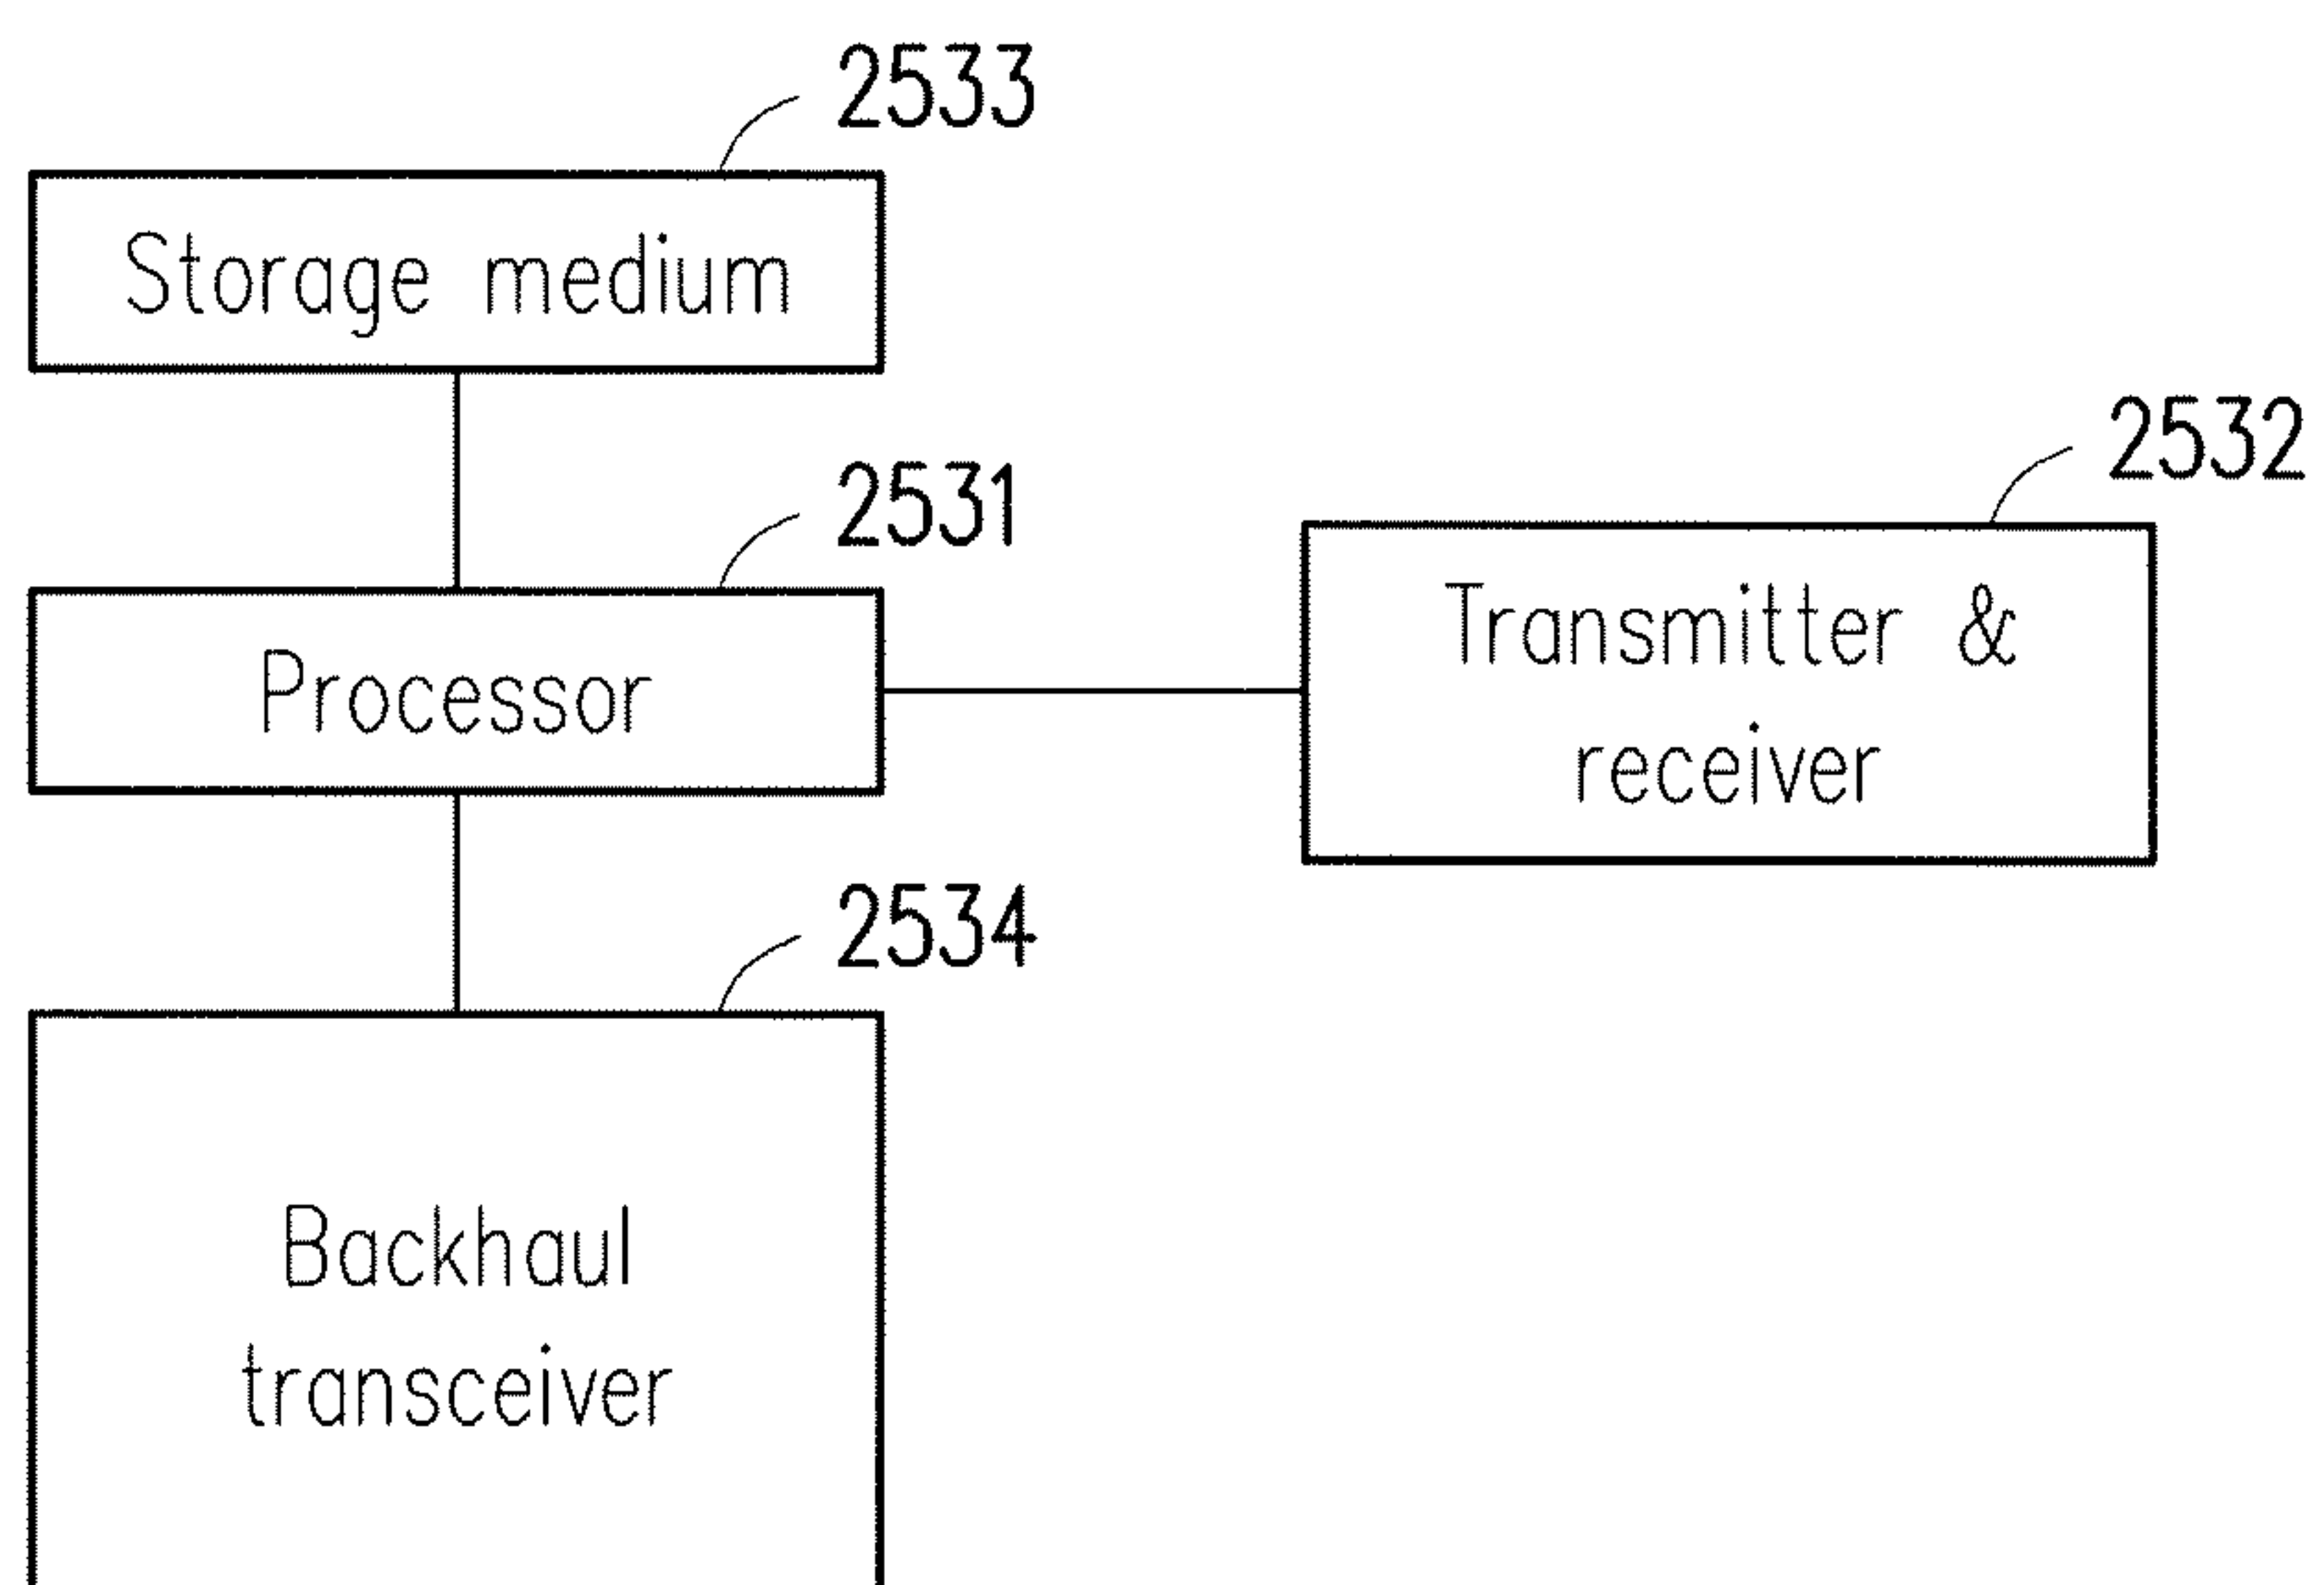 2533
Storage medium
2532
2531
Transmitter &
receiver
Processor
2534
Backhaul
transceiver